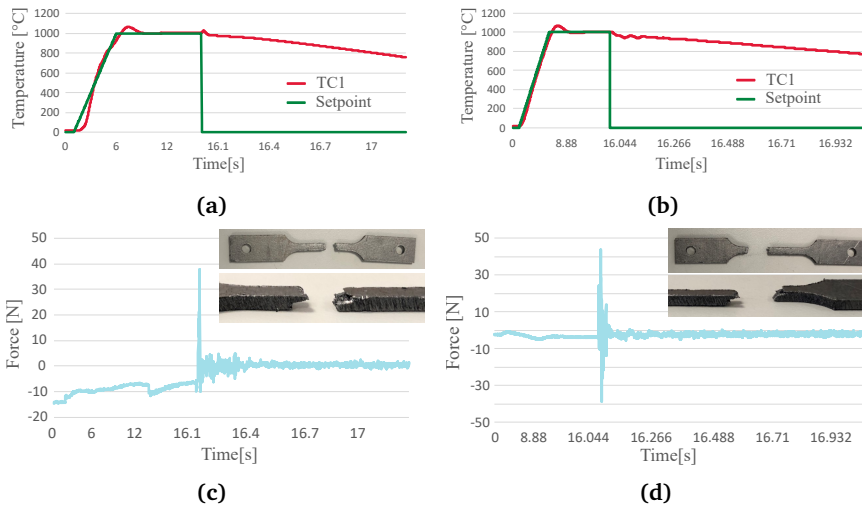 1200
1000
800
600
400
200
0
Temperature [°C]
TC1
Setpoint
0 6 12 16.1 16.4 16.7 17
Time[s]
(a)
1200
1000
800
600
400
200
0
Temperature [°C]
TC1
Setpoint
0 8.88 16.044 16.266 16.488 16.71 16.932
Time[s]
(b)
50
40
30
20
10
0
-10
-20
Force [N]
0 6 12 16.1 16.4 16.7 17
Time[s]
(c)
50
30
10
-10
-30
-50
Force [N]
0 8.88 16.044 16.266 16.488 16.71 16.932
Time[s]
(d)